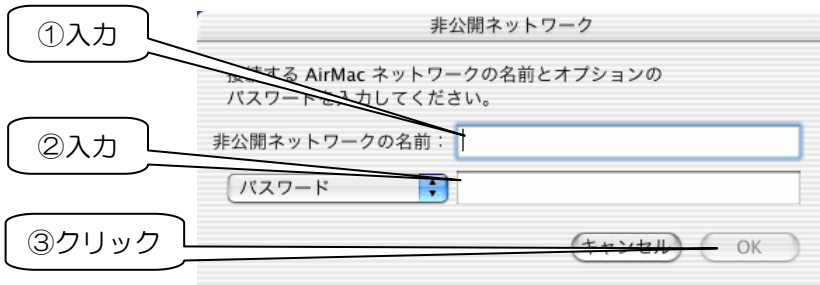 非公開ネットワーク
①入力
接続する AirMac ネットワークの名前とオプションの
パスワードを入力してください。
②入力
非公開ネットワークの名前：
パスワード
③クリック
キャンセル
OK